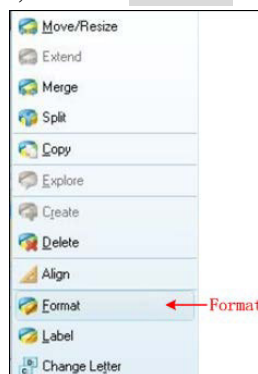 Move/Resize
Extend
Merge
Split
Copy
Explore
Create
Delete
Align
Format Format
Label
Change Letter